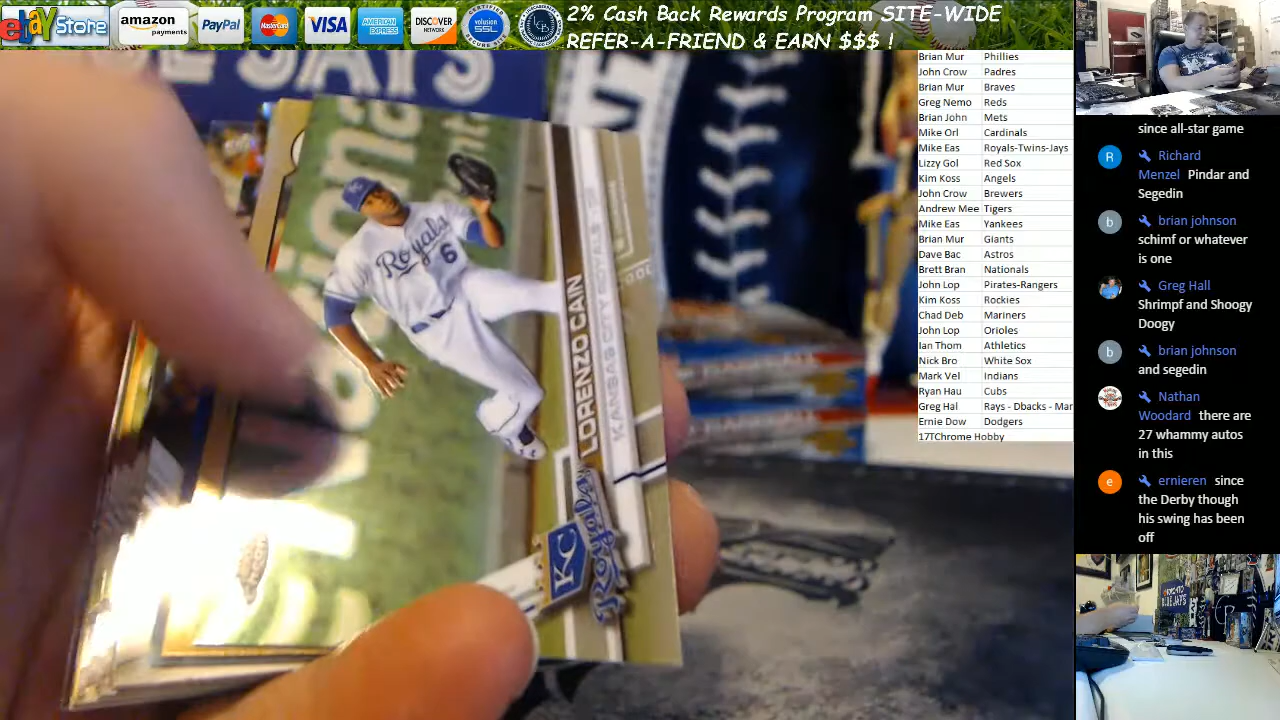 ebay Store
amazon payments
PayPal
MasterCard
VISA
AMERICAN EXPRESS
DISCOVER NETWORK
volusion SSL
2% Cash Back Rewards Program SITE-WIDE
REFER-A-FRIEND & EARN $$$ !
Brian Mur Phillies
John Crow Padres
Brian Mur Braves
Greg Nemo Reds
Brian John Mets
Mike Orl Cardinals
Mike Eas Royals-Twins-Jays
Lizzy Gol Red Sox
Kim Koss Angels
John Crow Brewers
Andrew Mee Tigers
Mike Eas Yankees
Brian Mur Giants
Dave Bac Astros
Brett Bran Nationals
John Lop Pirates-Rangers
Kim Koss Rockies
Chad Deb Mariners
John Lop Orioles
Ian Thom Athletics
Nick Bro White Sox
Mark Vel Indians
Ryan Hau Cubs
Greg Hal Rays - Dbacks - Mar
Ernie Dow Dodgers
17TChrome Hobby
since all-star game
R Richard
Menzel Pindar and
Segedin
b brian johnson
schimf or whatever
is one
Greg Hall
Shrimpf and Shoogy
Doogy
b brian johnson
and segedin
Nathan
Woodard there are
27 whammy autos
in this
e ernieren since
the Derby though
his swing has been
off
Royals
6
LORENZO CAIN
KANSAS CITY ROYALS
KC
Royals